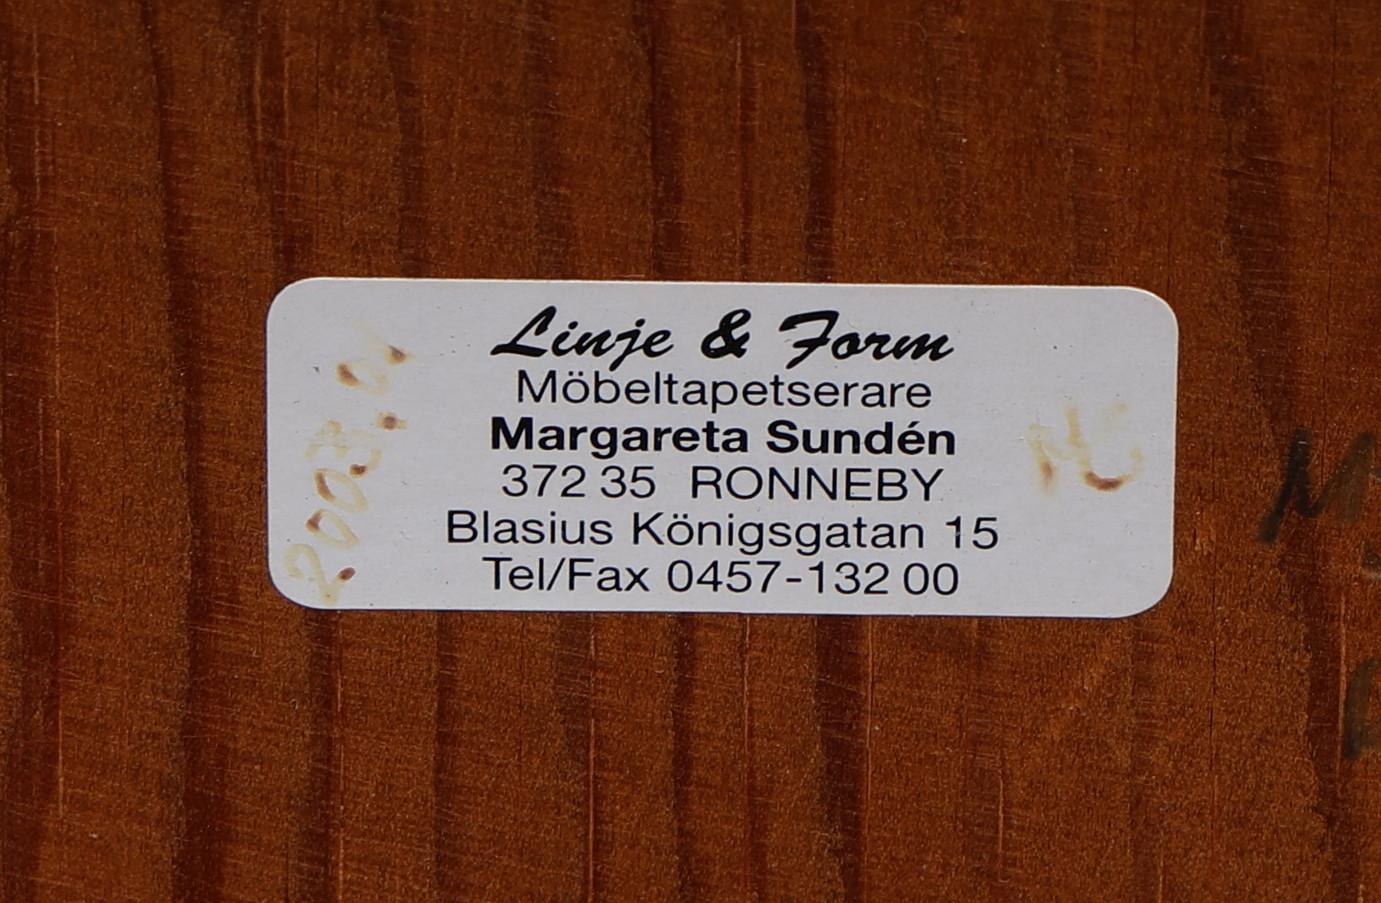 Linje & Form
Möbeltapetserare
Margareta Sundén
372 35 RONNEBY
Blasius Königsgatan 15
Tel/Fax 0457-132 00